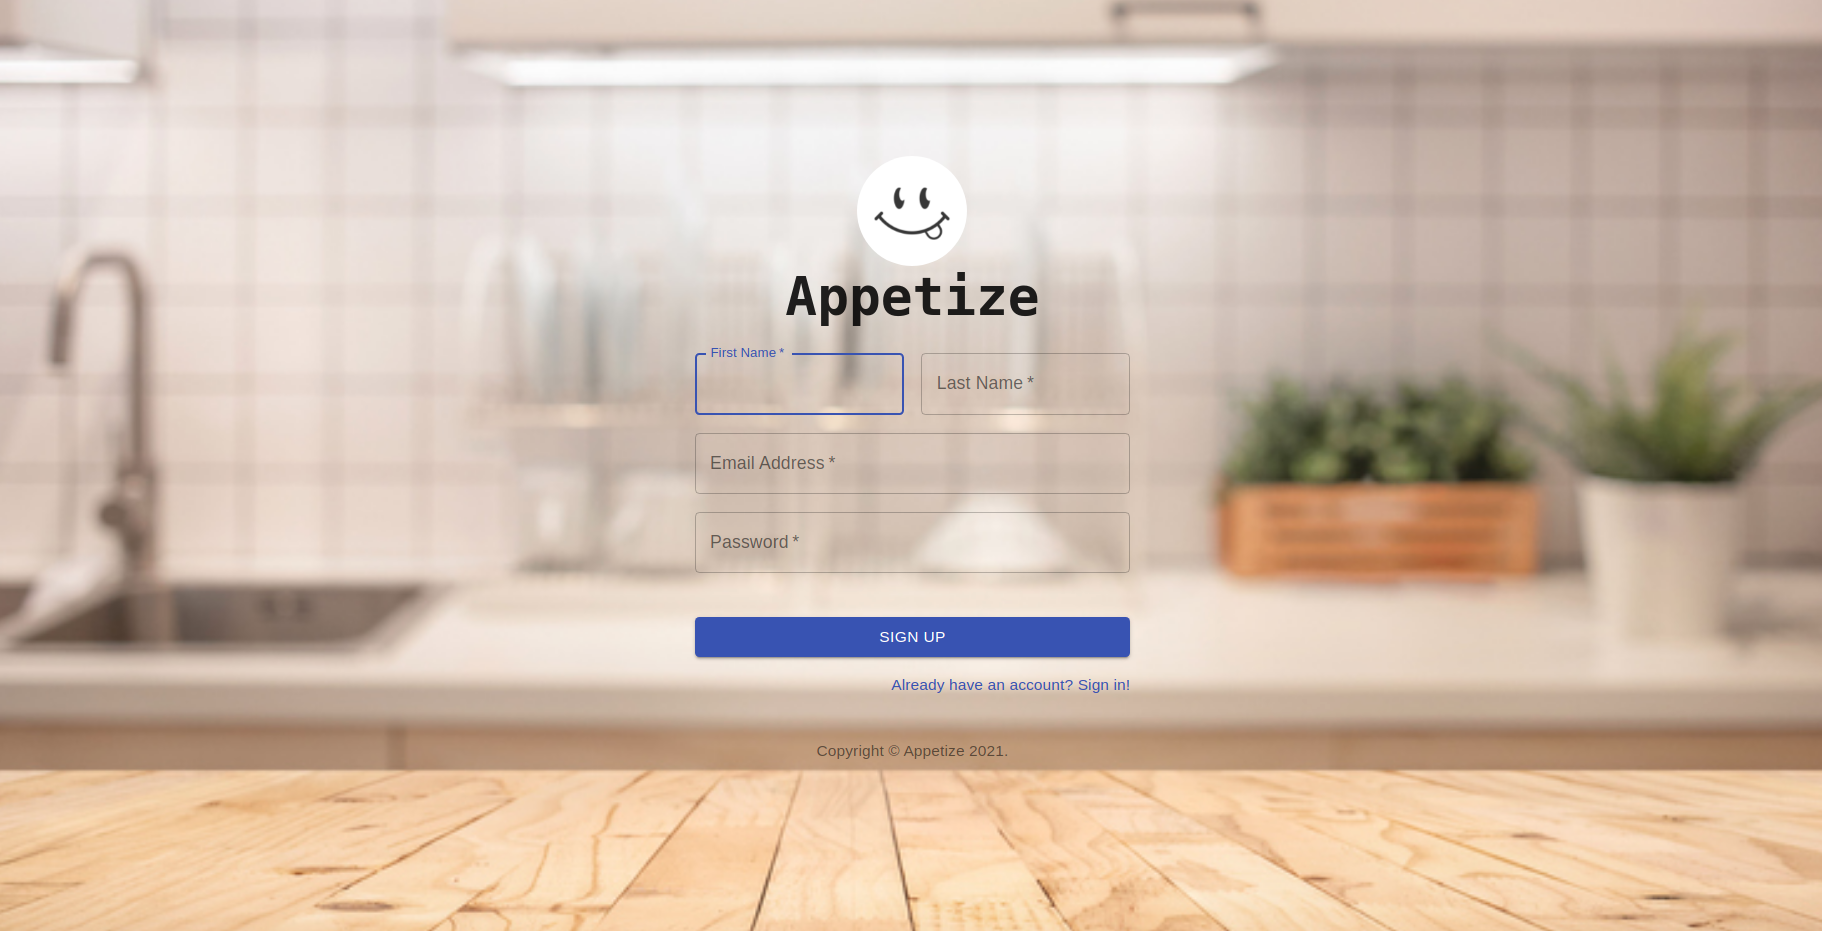 Appetize
First Name *
Last Name *
Email Address *
Password *
SIGN UP
Already have an account? Sign in!
Copyright © Appetize 2021.